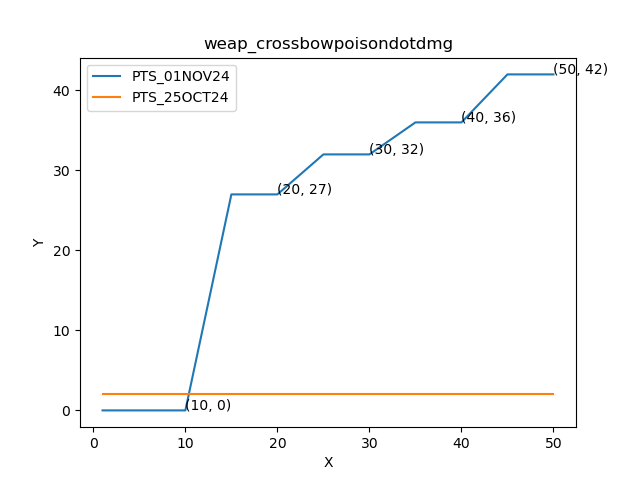 weap_crossbowpoisondotdmg
PTS_01NOV24
PTS_25OCT24
(50, 42)
(40, 36)
(30, 32)
(20, 27)
(10, 0)
40
30
20
10
0
Y
0 10 20 30 40 50
X